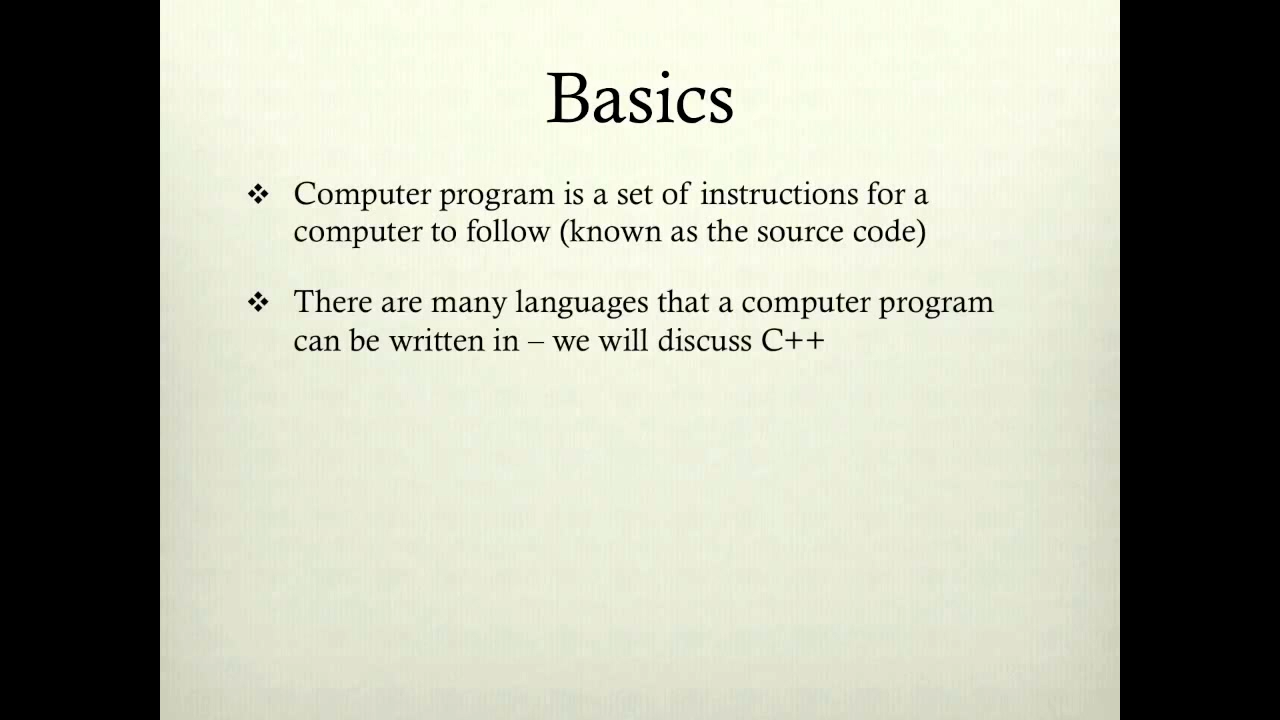 Basics
❖ Computer program is a set of instructions for a
computer to follow (known as the source code)
❖ There are many languages that a computer program
can be written in – we will discuss C++